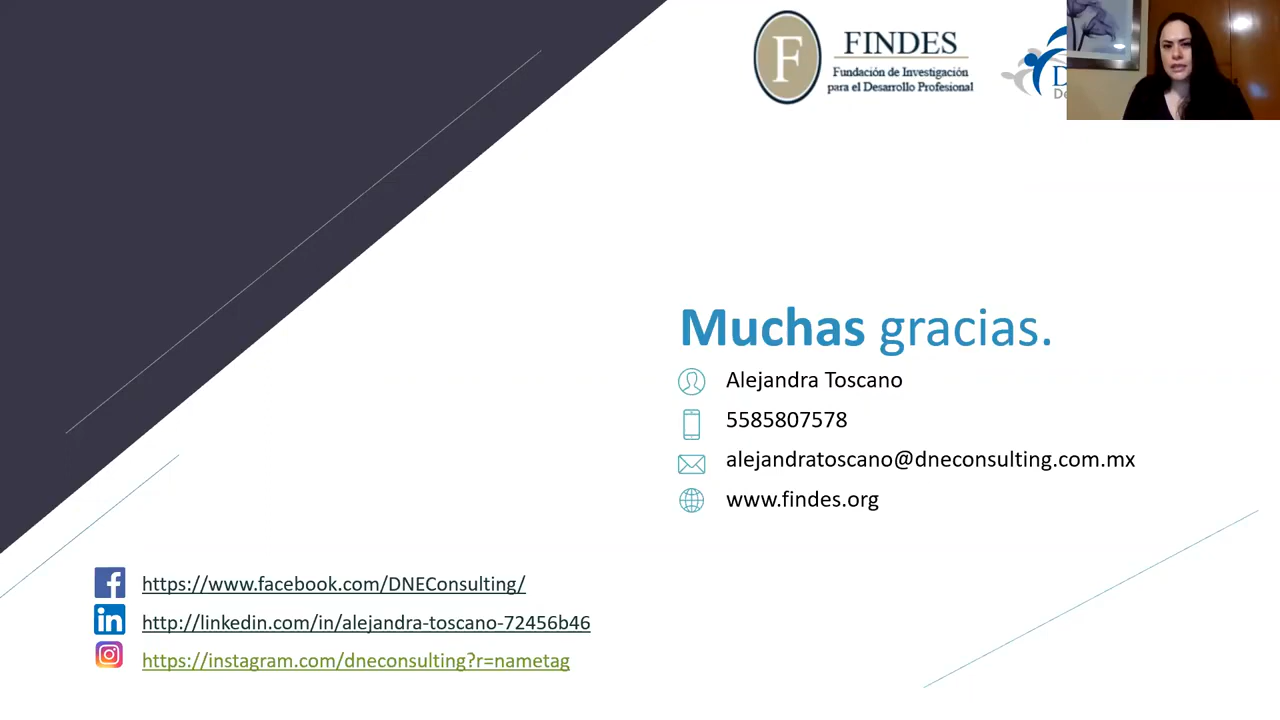 F
FINDES
Fundación de Investigación
para el Desarrollo Profesional
Muchas gracias.
Alejandra Toscano
5585807578
alejandratoscano@dneconsulting.com.mx
www.findes.org
https://www.facebook.com/DNEConsulting/
http://linkedin.com/in/alejandra-toscano-72456b46
https://instagram.com/dneconsulting?r=nametag